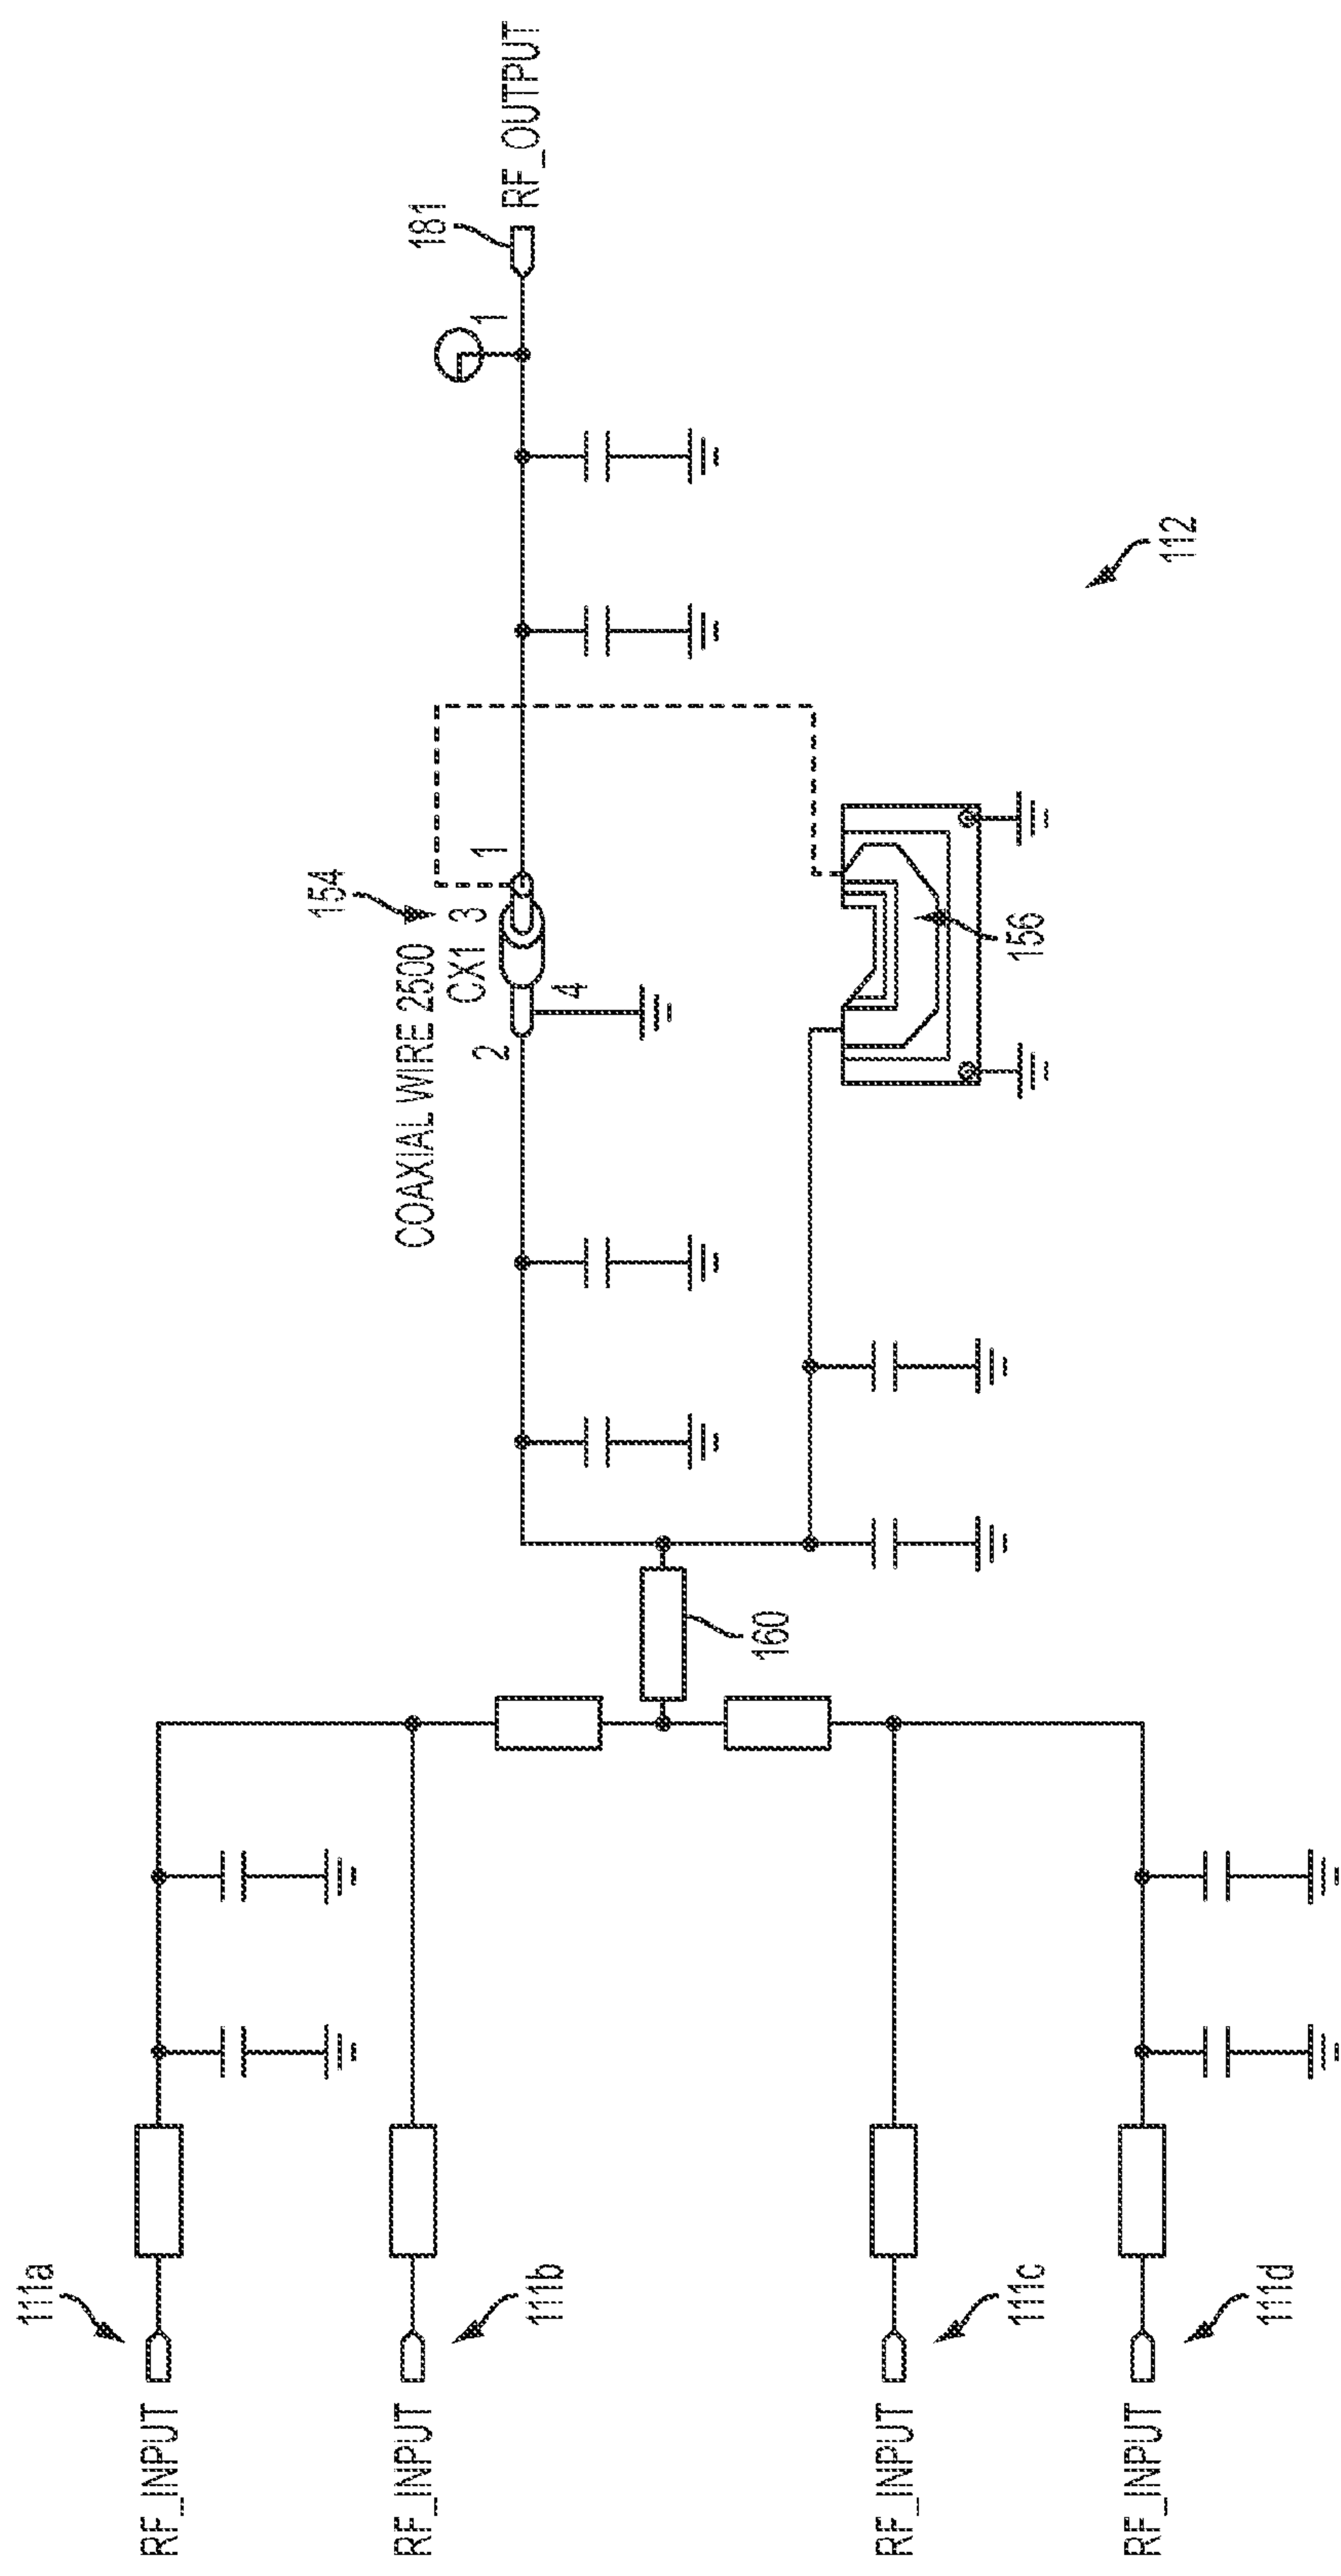 RF_INPUT
111a
RF_INPUT
111b
RF_INPUT
111c
RF_INPUT
111d
160
COAXIAL WIRE 2500
CX1
154
2
4
3
1
156
1
181
RF_OUTPUT
112